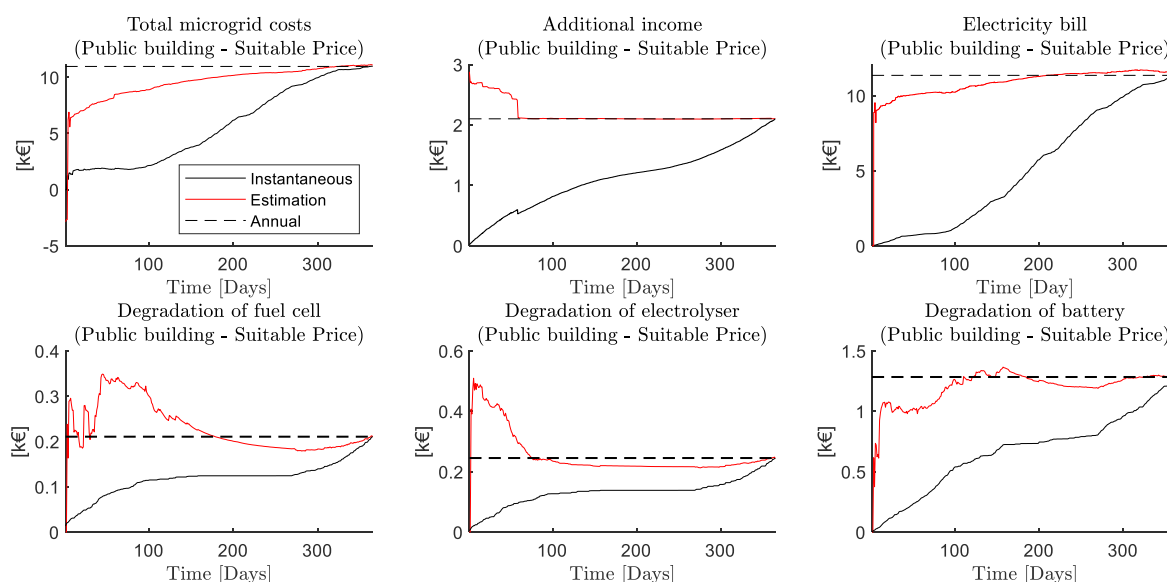 Total microgrid costs
(Public building - Suitable Price)
10
5
0
-5
[k€]
100
200
300
Time [Days]
Instantaneous
Estimation
Annual
Additional income
(Public building - Suitable Price)
3
2
1
0
[k€]
100
200
300
Time [Days]
Electricity bill
(Public building - Suitable Price)
10
5
0
[k€]
100
200
300
Time [Day]
Degradation of fuel cell
(Public building - Suitable Price)
0.4
0.3
0.2
0.1
0
[k€]
100
200
300
Time [Days]
Degradation of electrolyser
(Public building - Suitable Price)
0.6
0.4
0.2
0
[k€]
100
200
300
Time [Days]
Degradation of battery
(Public building - Suitable Price)
1.5
1
0.5
0
[k€]
100
200
300
Time [Days]